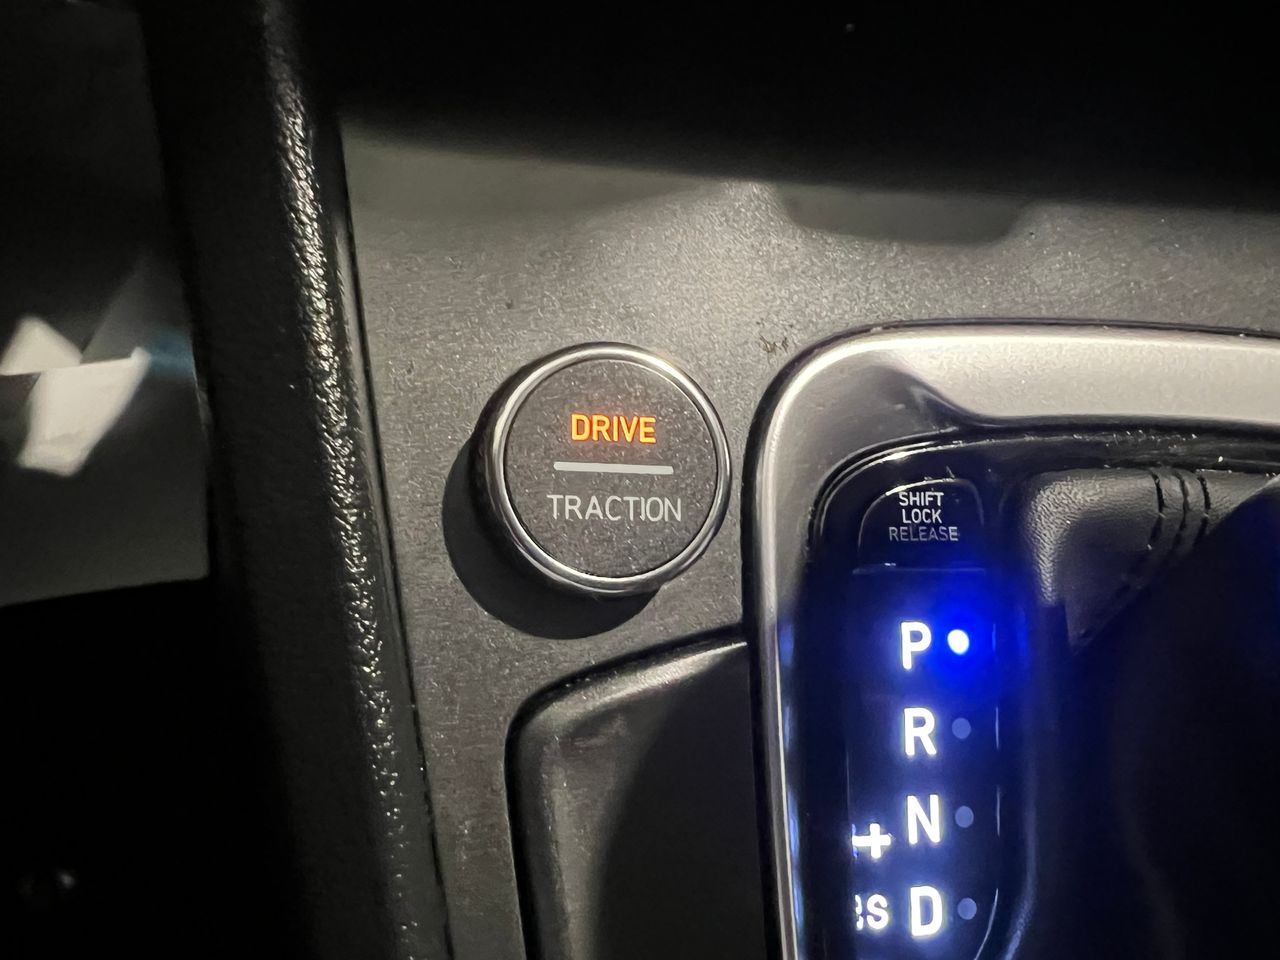 DRIVE
TRACTION
SHIFT
LOCK
RELEASE
P
R
N
+
D